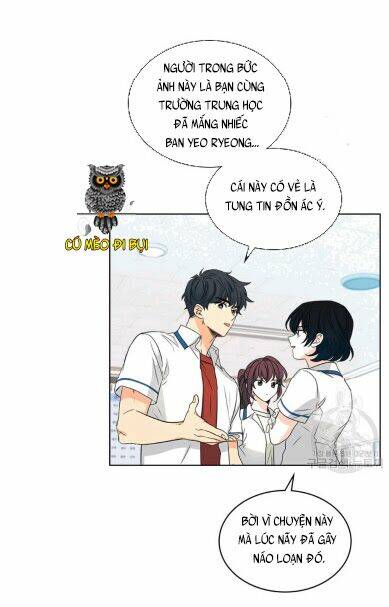 NGƯỜI TRONG BỨC
ẢNH NÀY LÀ BẠN CÙNG
TRƯỜNG TRUNG HỌC
ĐÃ MẮNG NHIẾC
BAN YEO RYEONG...
CÁI NÀY CÓ VẺ LÀ
TUNG TIN ĐỒN ÁC Ý.
CÚ MÈO ĐI BỤI
BỞI VÌ CHUYỆN NÀY
MÀ LÚC NÃY ĐÃ GÂY
NÁO LOẠN ĐÓ.